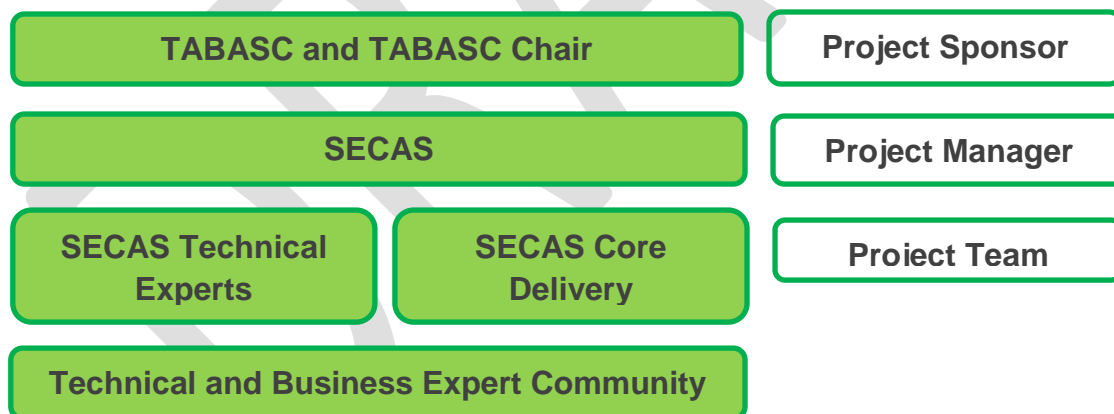 TABASC and TABASC Chair
Project Sponsor
SECAS
Project Manager
SECAS Technical
Experts
SECAS Core
Delivery
Project Team
Technical and Business Expert Community